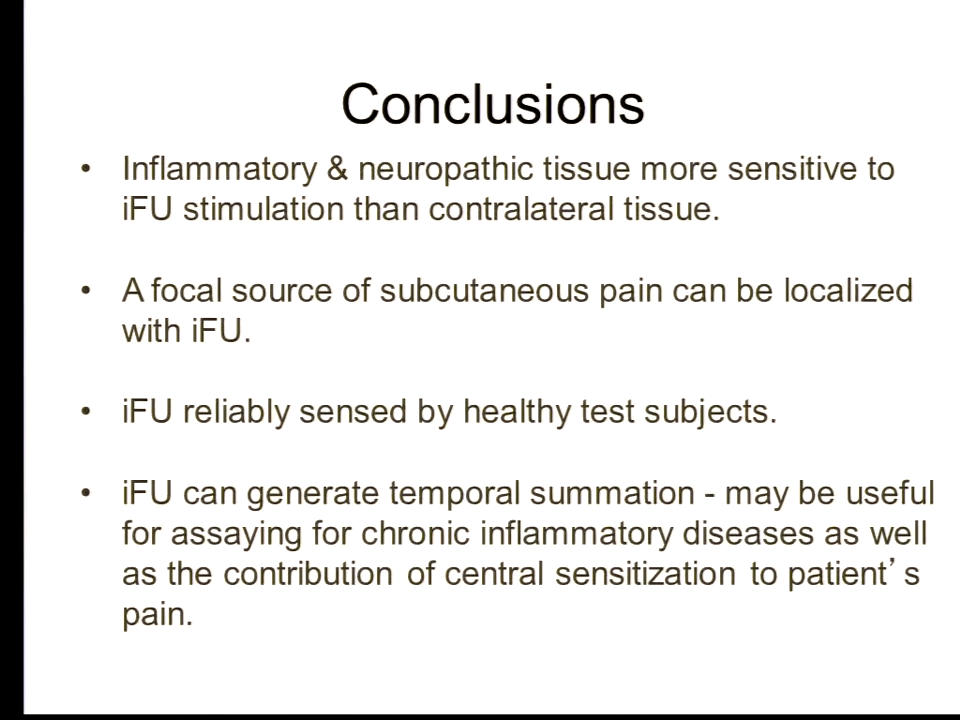 Conclusions
• Inflammatory & neuropathic tissue more sensitive to
iFU stimulation than contralateral tissue.
• A focal source of subcutaneous pain can be localized
with iFU.
• iFU reliably sensed by healthy test subjects.
• iFU can generate temporal summation - may be useful
for assaying for chronic inflammatory diseases as well
as the contribution of central sensitization to patient’s
pain.